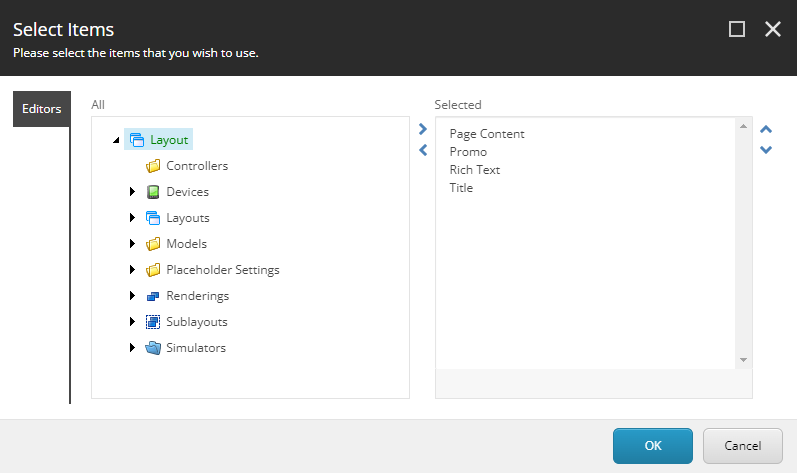 Select Items
Please select the items that you wish to use.
Editors
All
Layout
Controllers
Devices
Layouts
Models
Placeholder Settings
Renderings
Sublayouts
Simulators
Selected
Page Content
Promo
Rich Text
Title
OK
Cancel